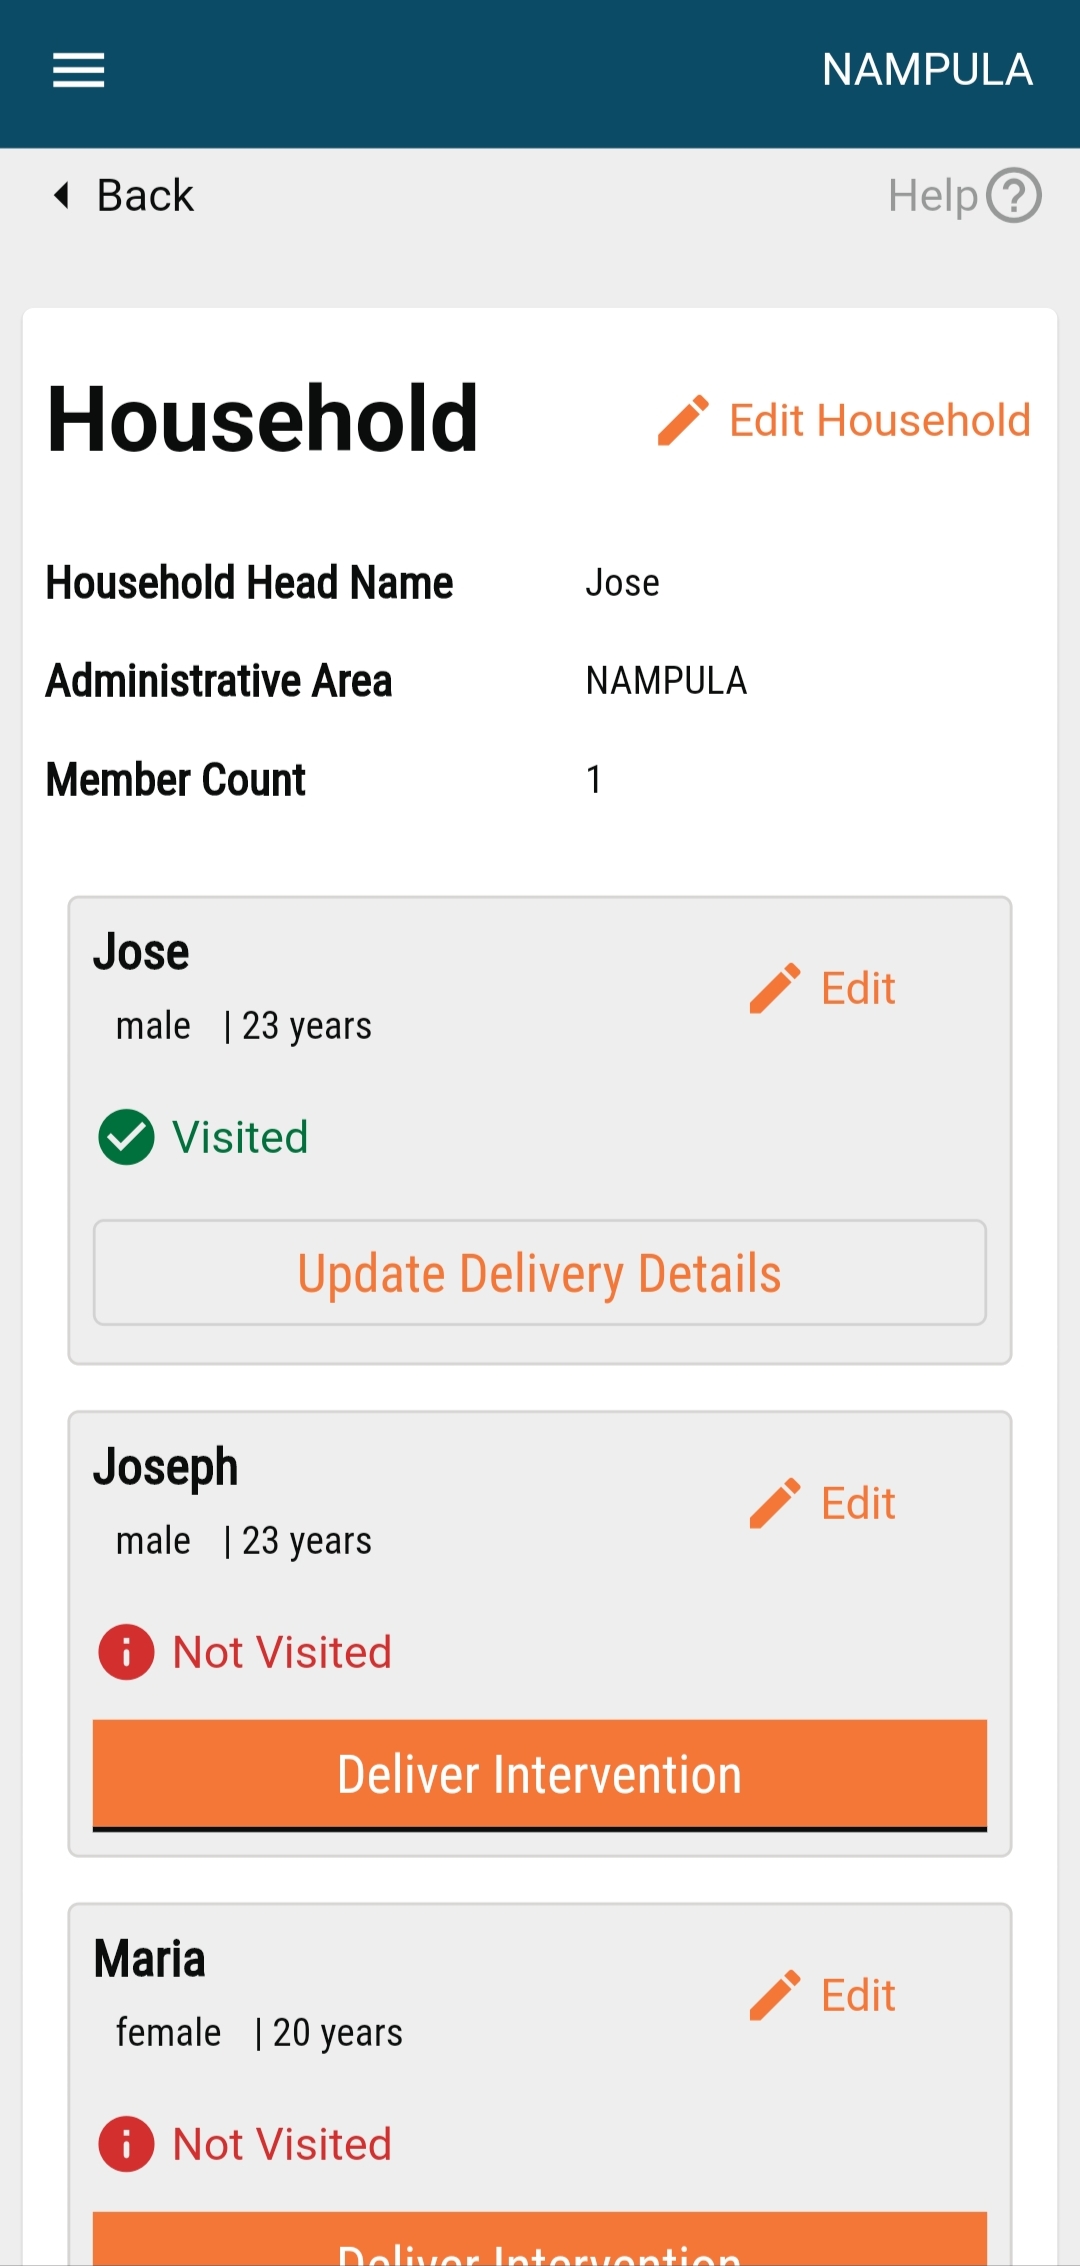 NAMPULA
Back
Help
Household
Edit Household
Household Head Name Jose
Administrative Area NAMPULA
Member Count 1
Jose
Edit
male | 23 years
Visited
Update Delivery Details
Joseph
Edit
male | 23 years
Not Visited
Deliver Intervention
Maria
Edit
female | 20 years
Not Visited
Deliver Intervention